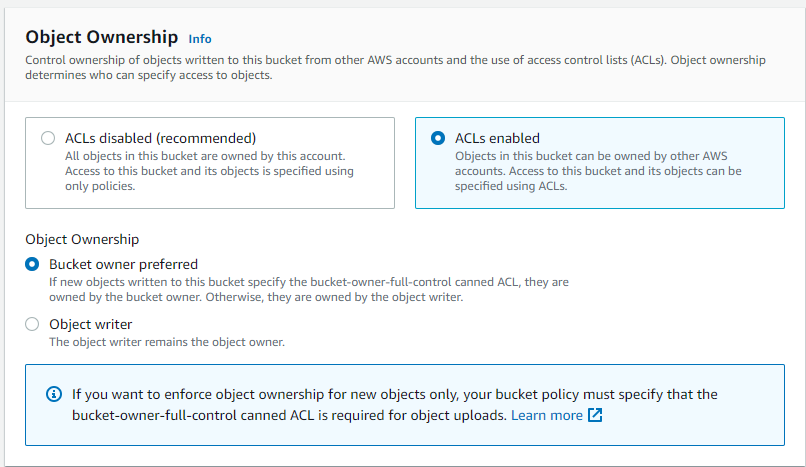 Object Ownership Info
Control ownership of objects written to this bucket from other AWS accounts and the use of access control lists (ACLs). Object ownership
determines who can specify access to objects.
ACLs disabled (recommended)
All objects in this bucket are owned by this account.
Access to this bucket and its objects is specified using
only policies.
ACLs enabled
Objects in this bucket can be owned by other AWS
accounts. Access to this bucket and its objects can be
specified using ACLs.
Object Ownership
Bucket owner preferred
If new objects written to this bucket specify the bucket-owner-full-control canned ACL, they are
owned by the bucket owner. Otherwise, they are owned by the object writer.
Object writer
The object writer remains the object owner.
If you want to enforce object ownership for new objects only, your bucket policy must specify that the
bucket-owner-full-control canned ACL is required for object uploads. Learn more